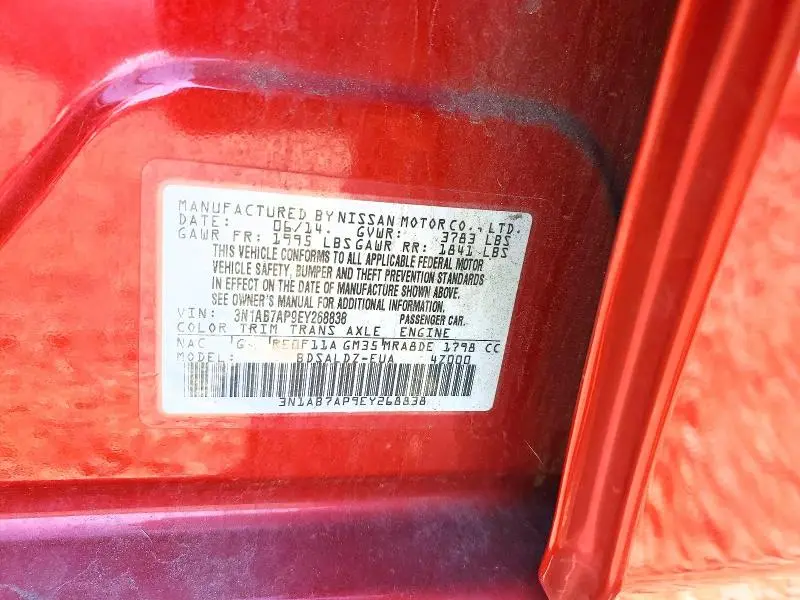 MANUFACTURED BY NISSAN MOTOR CO., LTD.
DATE: 06/14. GVWR: 3783 LBS
GAWR FR: 1995 LBS GAWR RR: 1841 LBS
THIS VEHICLE CONFORMS TO ALL APPLICABLE FEDERAL MOTOR
VEHICLE SAFETY, BUMPER AND THEFT PREVENTION STANDARDS
IN EFFECT ON THE DATE OF MANUFACTURE SHOWN ABOVE.
SEE OWNER'S MANUAL FOR ADDITIONAL INFORMATION.
VIN: 3N1AB7AP9EY268838 PASSENGER CAR.
COLOR TRIM TRANS AXLE ENGINE
NAC G RE0F11A GM35 MRA8DE 1798 CC
MODEL: BDSALDZ-EUA 47000
3N1AB7AP9EY268838